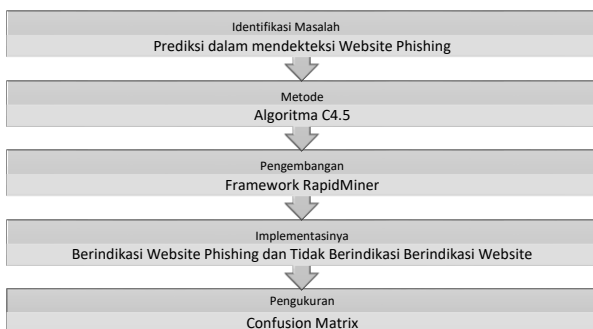 Identifikasi Masalah
Prediksi dalam mendekteksi Website Phishing
Metode
Algoritma C4.5
Pengembangan
Framework RapidMiner
Implementasinya
Berindikasi Website Phishing dan Tidak Berindikasi Berindikasi Website
Pengukuran
Confusion Matrix